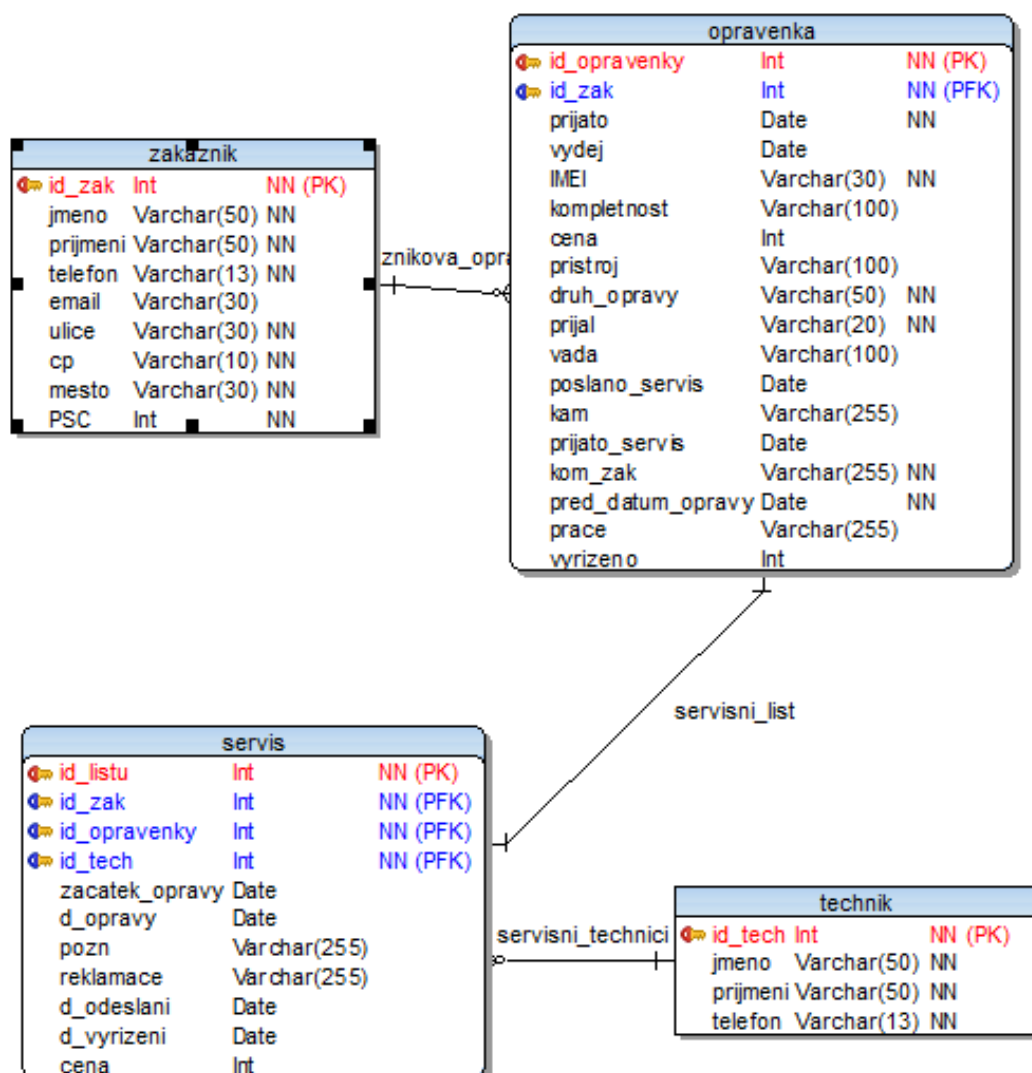 opravenka
id_opravenky Int NN (PK)
id_zak Int NN (PFK)
prijato Date NN
vydej Date
IMEI Varchar(30) NN
kompletnost Varchar(100)
cena Int
pristroj Varchar(100)
druh_opravy Varchar(50) NN
prijal Varchar(20) NN
vada Varchar(100)
poslano_servis Date
kam Varchar(255)
prijato_servis Date
kom_zak Varchar(255) NN
pred_datum_opravy Date NN
prace Varchar(255)
vyrizeno Int
zakaznik
id_zak Int NN (PK)
jmeno Varchar(50) NN
prijmeni Varchar(50) NN
telefon Varchar(13) NN
email Varchar(30)
ulice Varchar(30) NN
cp Varchar(10) NN
mesto Varchar(30) NN
PSC Int NN
znikova_opra
servisni_list
servis
id_listu Int NN (PK)
id_zak Int NN (PFK)
id_opravenky Int NN (PFK)
id_tech Int NN (PFK)
zacatek_opravy Date
d_opravy Date
pozn Varchar(255)
reklamace Varchar(255)
d_odeslani Date
d_vyrizeni Date
cena Int
servisni_technici
technik
id_tech Int NN (PK)
jmeno Varchar(50) NN
prijmeni Varchar(50) NN
telefon Varchar(13) NN